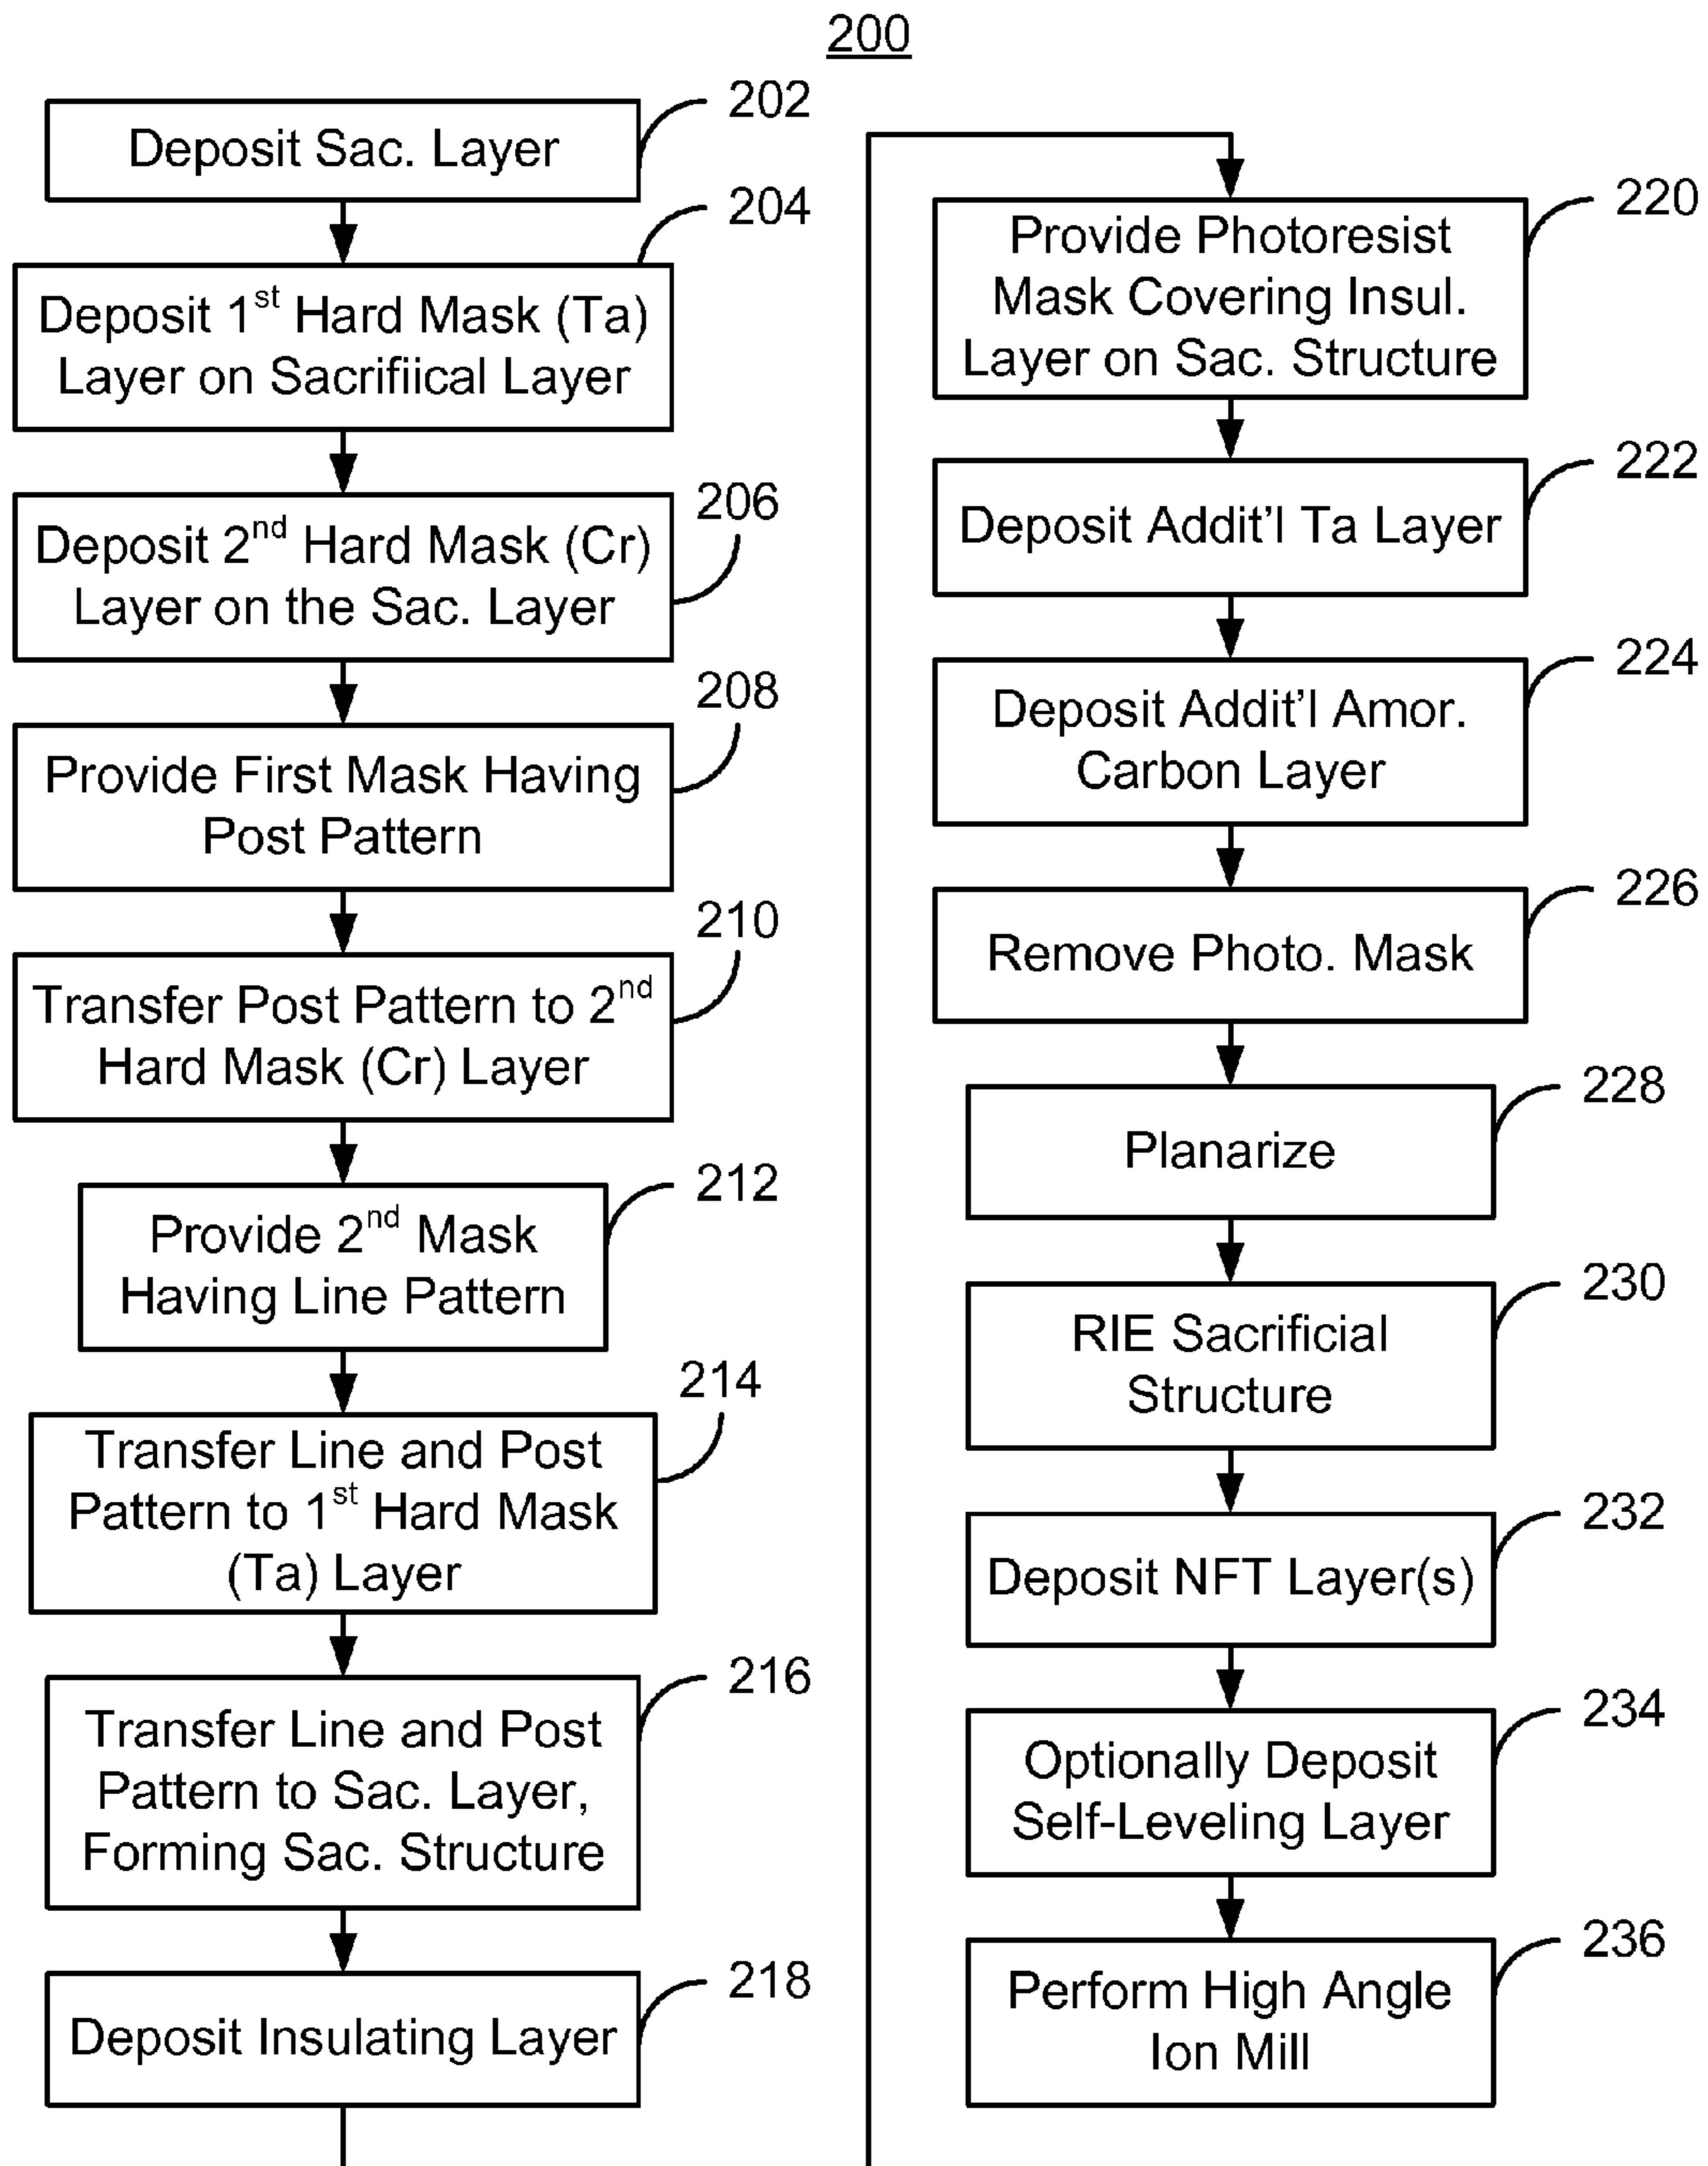 200
202
Deposit Sac. Layer
204
Deposit 1st Hard Mask (Ta)
Layer on Sacrifiical Layer
206
Deposit 2nd Hard Mask (Cr)
Layer on the Sac. Layer
208
Provide First Mask Having
Post Pattern
210
Transfer Post Pattern to 2nd
Hard Mask (Cr) Layer
212
Provide 2nd Mask
Having Line Pattern
214
Transfer Line and Post
Pattern to 1st Hard Mask
(Ta) Layer
216
Transfer Line and Post
Pattern to Sac. Layer,
Forming Sac. Structure
218
Deposit Insulating Layer
220
Provide Photoresist
Mask Covering Insul.
Layer on Sac. Structure
222
Deposit Addit'l Ta Layer
224
Deposit Addit'l Amor.
Carbon Layer
226
Remove Photo. Mask
228
Planarize
230
RIE Sacrificial
Structure
232
Deposit NFT Layer(s)
234
Optionally Deposit
Self-Leveling Layer
236
Perform High Angle
Ion Mill